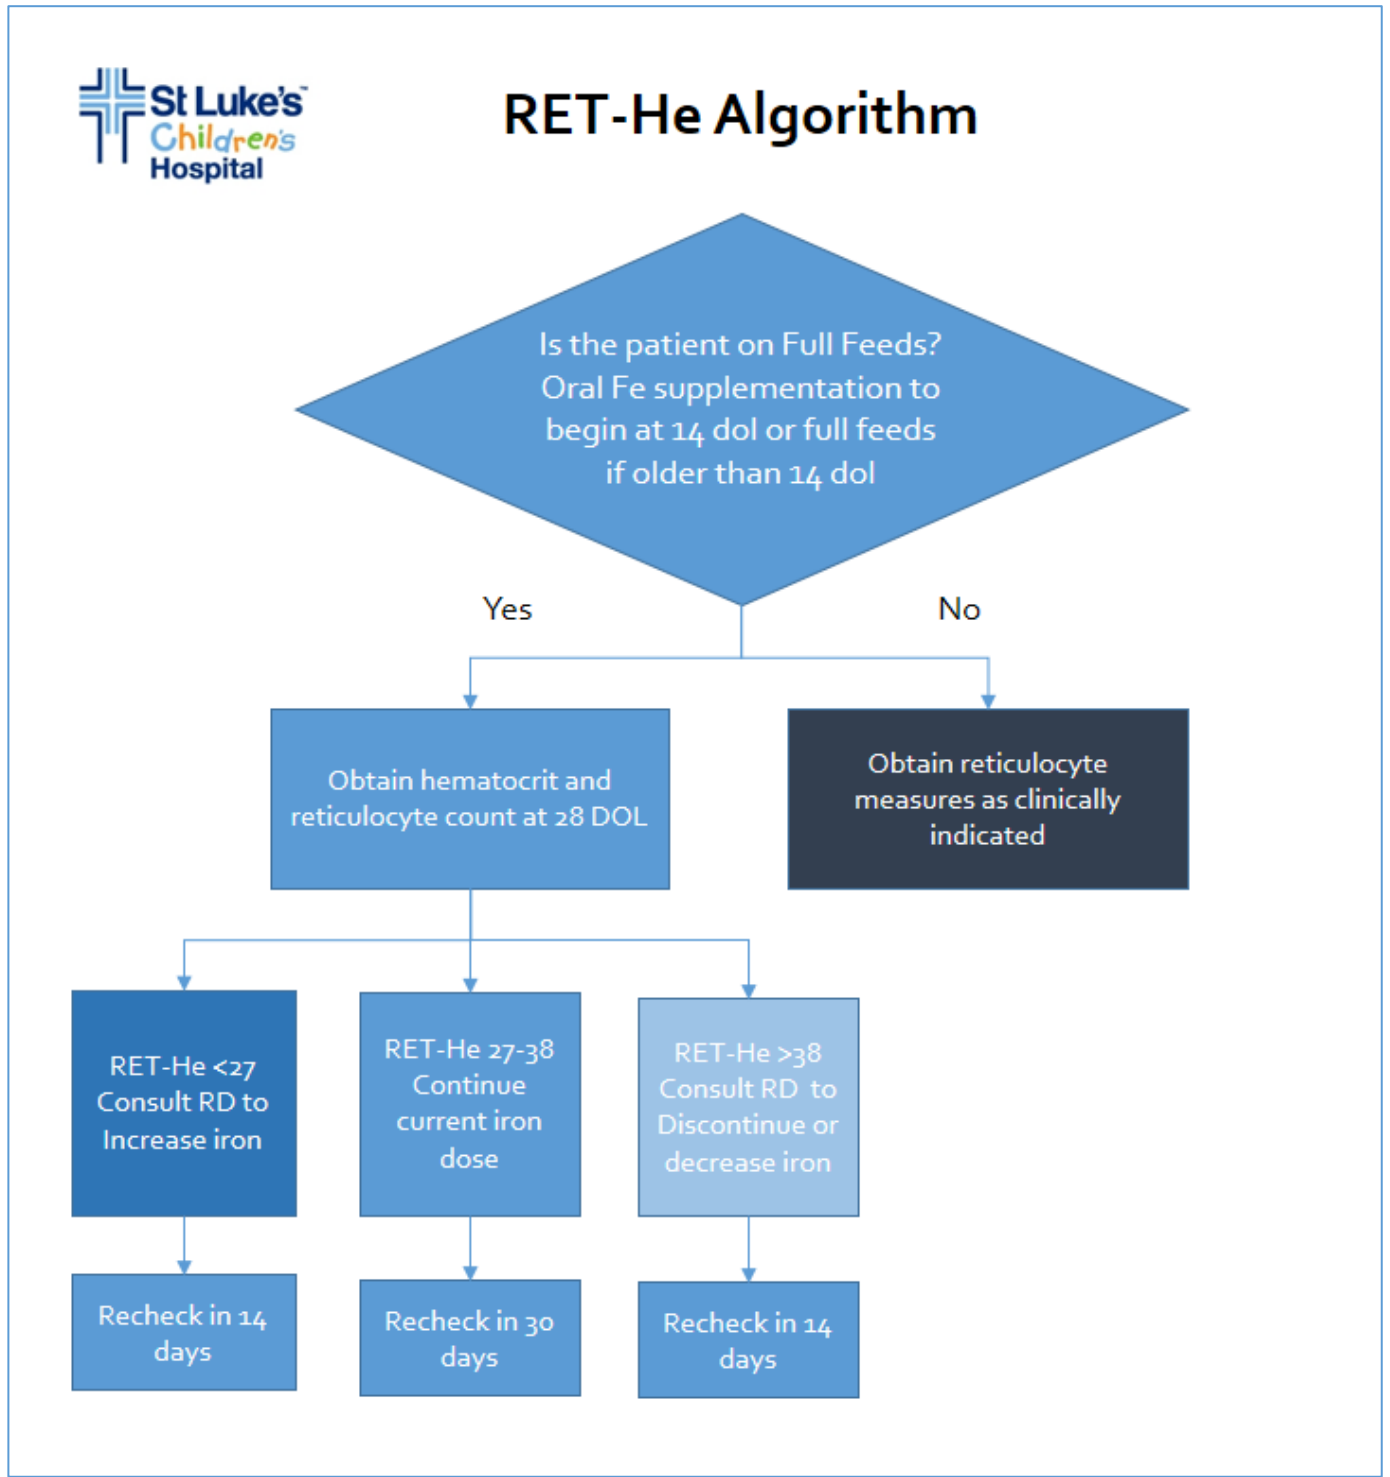 St Luke's™
Children's
Hospital
RET-He Algorithm
Is the patient on Full Feeds?
Oral Fe supplementation to
begin at 14 dol or full feeds
if older than 14 dol
Yes
No
Obtain hematocrit and
reticulocyte count at 28 DOL
Obtain reticulocyte
measures as clinically
indicated
RET-He <27
Consult RD to
Increase iron
RET-He 27-38
Continue
current iron
dose
RET-He >38
Consult RD to
Discontinue or
decrease iron
Recheck in 14
days
Recheck in 30
days
Recheck in 14
days